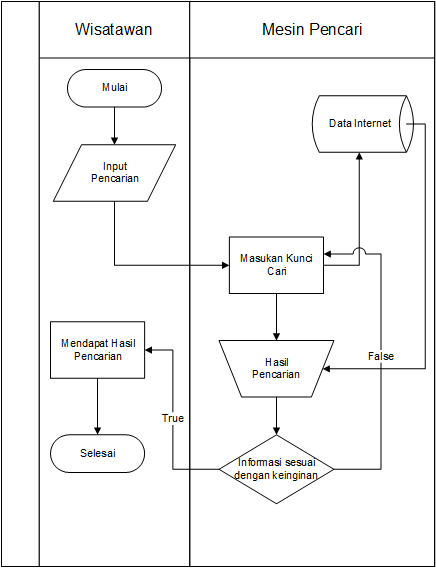 Wisatawan
Mesin Pencari
Mulai
Data Internet
Input
Pencarian
Masukan Kunci
Cari
Mendapat Hasil
Pencarian
Hasil
Pencarian
False
True
Selesai
Informasi sesuai
dengan keinginan